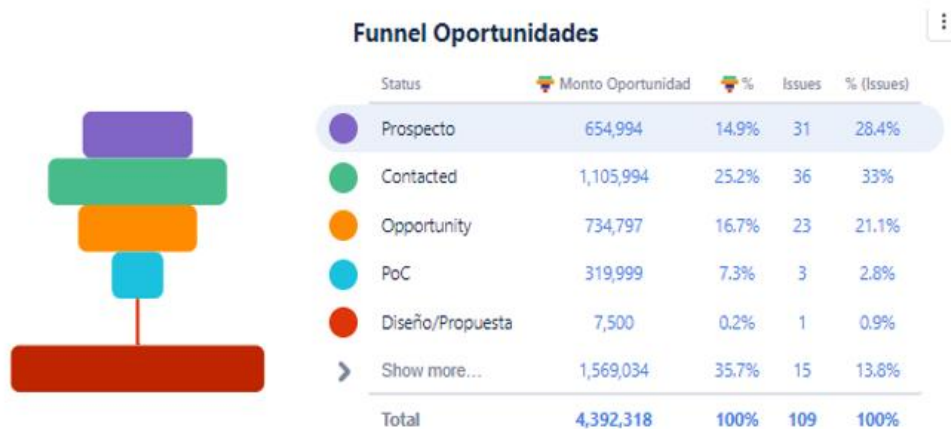 Funnel Oportunidades
Status Monto Oportunidad % Issues % (Issues)
Prospecto 654,994 14.9% 31 28.4%
Contacted 1,105,994 25.2% 36 33%
Opportunity 734,797 16.7% 23 21.1%
PoC 319,999 7.3% 3 2.8%
Diseño/Propuesta 7,500 0.2% 1 0.9%
Show more... 1,569,034 35.7% 15 13.8%
Total 4,392,318 100% 109 100%